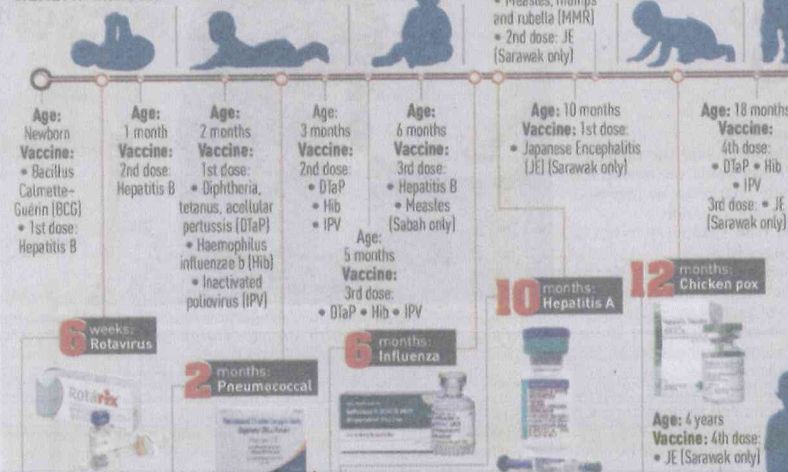 • Measles, mumps
and rubella (MMR)
• 2nd dose: JE
(Sarawak only)
Age:
Newborn
Vaccine:
• Bacillus
Calmette-
Guérin (BCG)
• 1st dose:
Hepatitis B
Age:
1 month
Vaccine:
2nd dose:
Hepatitis B
Age:
2 months
Vaccine:
1st dose:
• Diphtheria,
tetanus, acellular
pertussis (DTaP)
• Haemophilus
influenzae b (Hib)
• Inactivated
poliovirus (IPV)
Age:
3 months
Vaccine:
2nd dose:
• DTaP
• Hib
• IPV
Age:
5 months
Vaccine:
3rd dose:
• DTaP • Hib • IPV
Age:
6 months
Vaccine:
3rd dose:
• Hepatitis B
• Measles
(Sabah only)
Age: 10 months
Vaccine: 1st dose:
• Japanese Encephalitis
(JE) (Sarawak only)
Age: 18 months
Vaccine:
4th dose:
• DTaP • Hib
• IPV
3rd dose: • JE
(Sarawak only)
6 weeks:
Rotavirus
Rotarix
2 months:
Pneumococcal
6 months:
Influenza
10 months:
Hepatitis A
12 months:
Chicken pox
Age: 4 years
Vaccine: 4th dose:
• JE (Sarawak only)